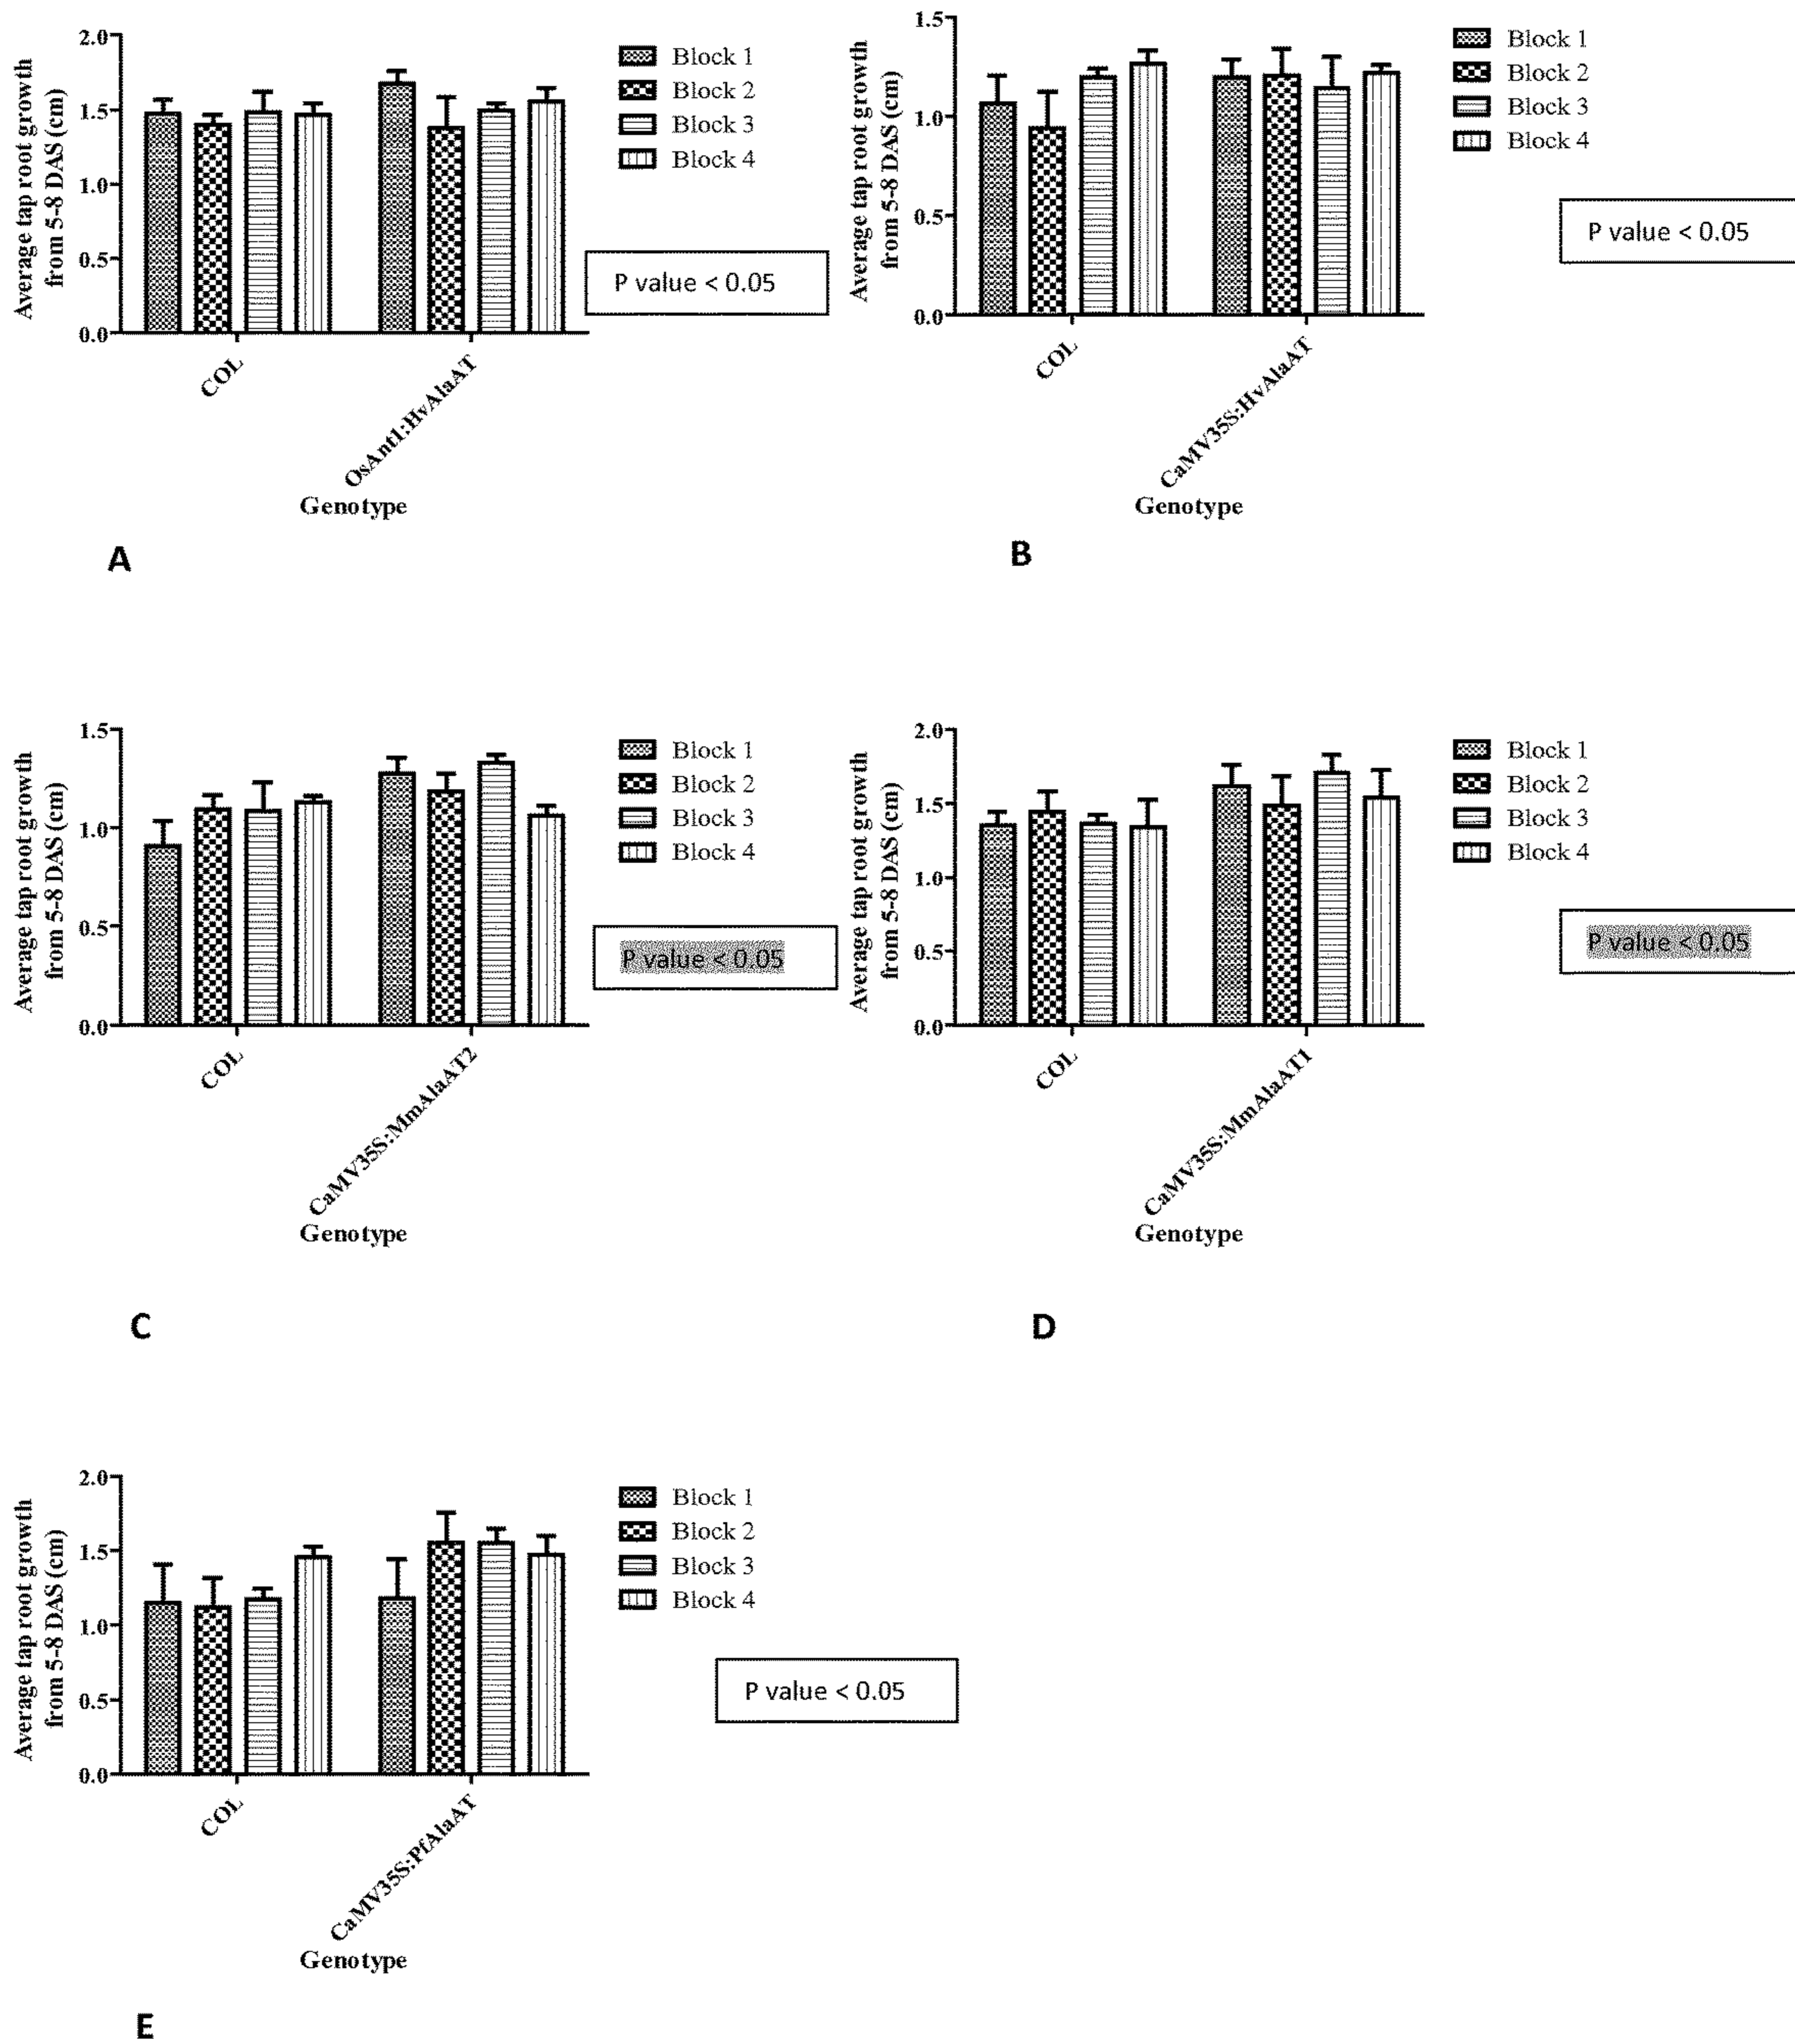 Average tap root growth
from 5-8 DAS (cm)
2.0
1.5
1.0
0.5
0.0
Block 1
Block 2
Block 3
Block 4
P value < 0.05
COL
OsAnt1:HvAlaAT
Genotype
A
Average tap root growth
from 5-8 DAS (cm)
1.5
1.0
0.5
0.0
Block 1
Block 2
Block 3
Block 4
P value < 0.05
COL
CaMV35S:HvAlaAT
Genotype
B
Average tap root growth
from 5-8 DAS (cm)
1.5
1.0
0.5
0.0
Block 1
Block 2
Block 3
Block 4
P value < 0.05
COL
CaMV35S:MmAlaAT2
Genotype
C
Average tap root growth
from 5-8 DAS (cm)
2.0
1.5
1.0
0.5
0.0
Block 1
Block 2
Block 3
Block 4
P value < 0.05
COL
CaMV35S:MmAlaAT1
Genotype
D
Average tap root growth
from 5-8 DAS (cm)
2.0
1.5
1.0
0.5
0.0
Block 1
Block 2
Block 3
Block 4
P value < 0.05
COL
CaMV35S:PfAlaAT
Genotype
E